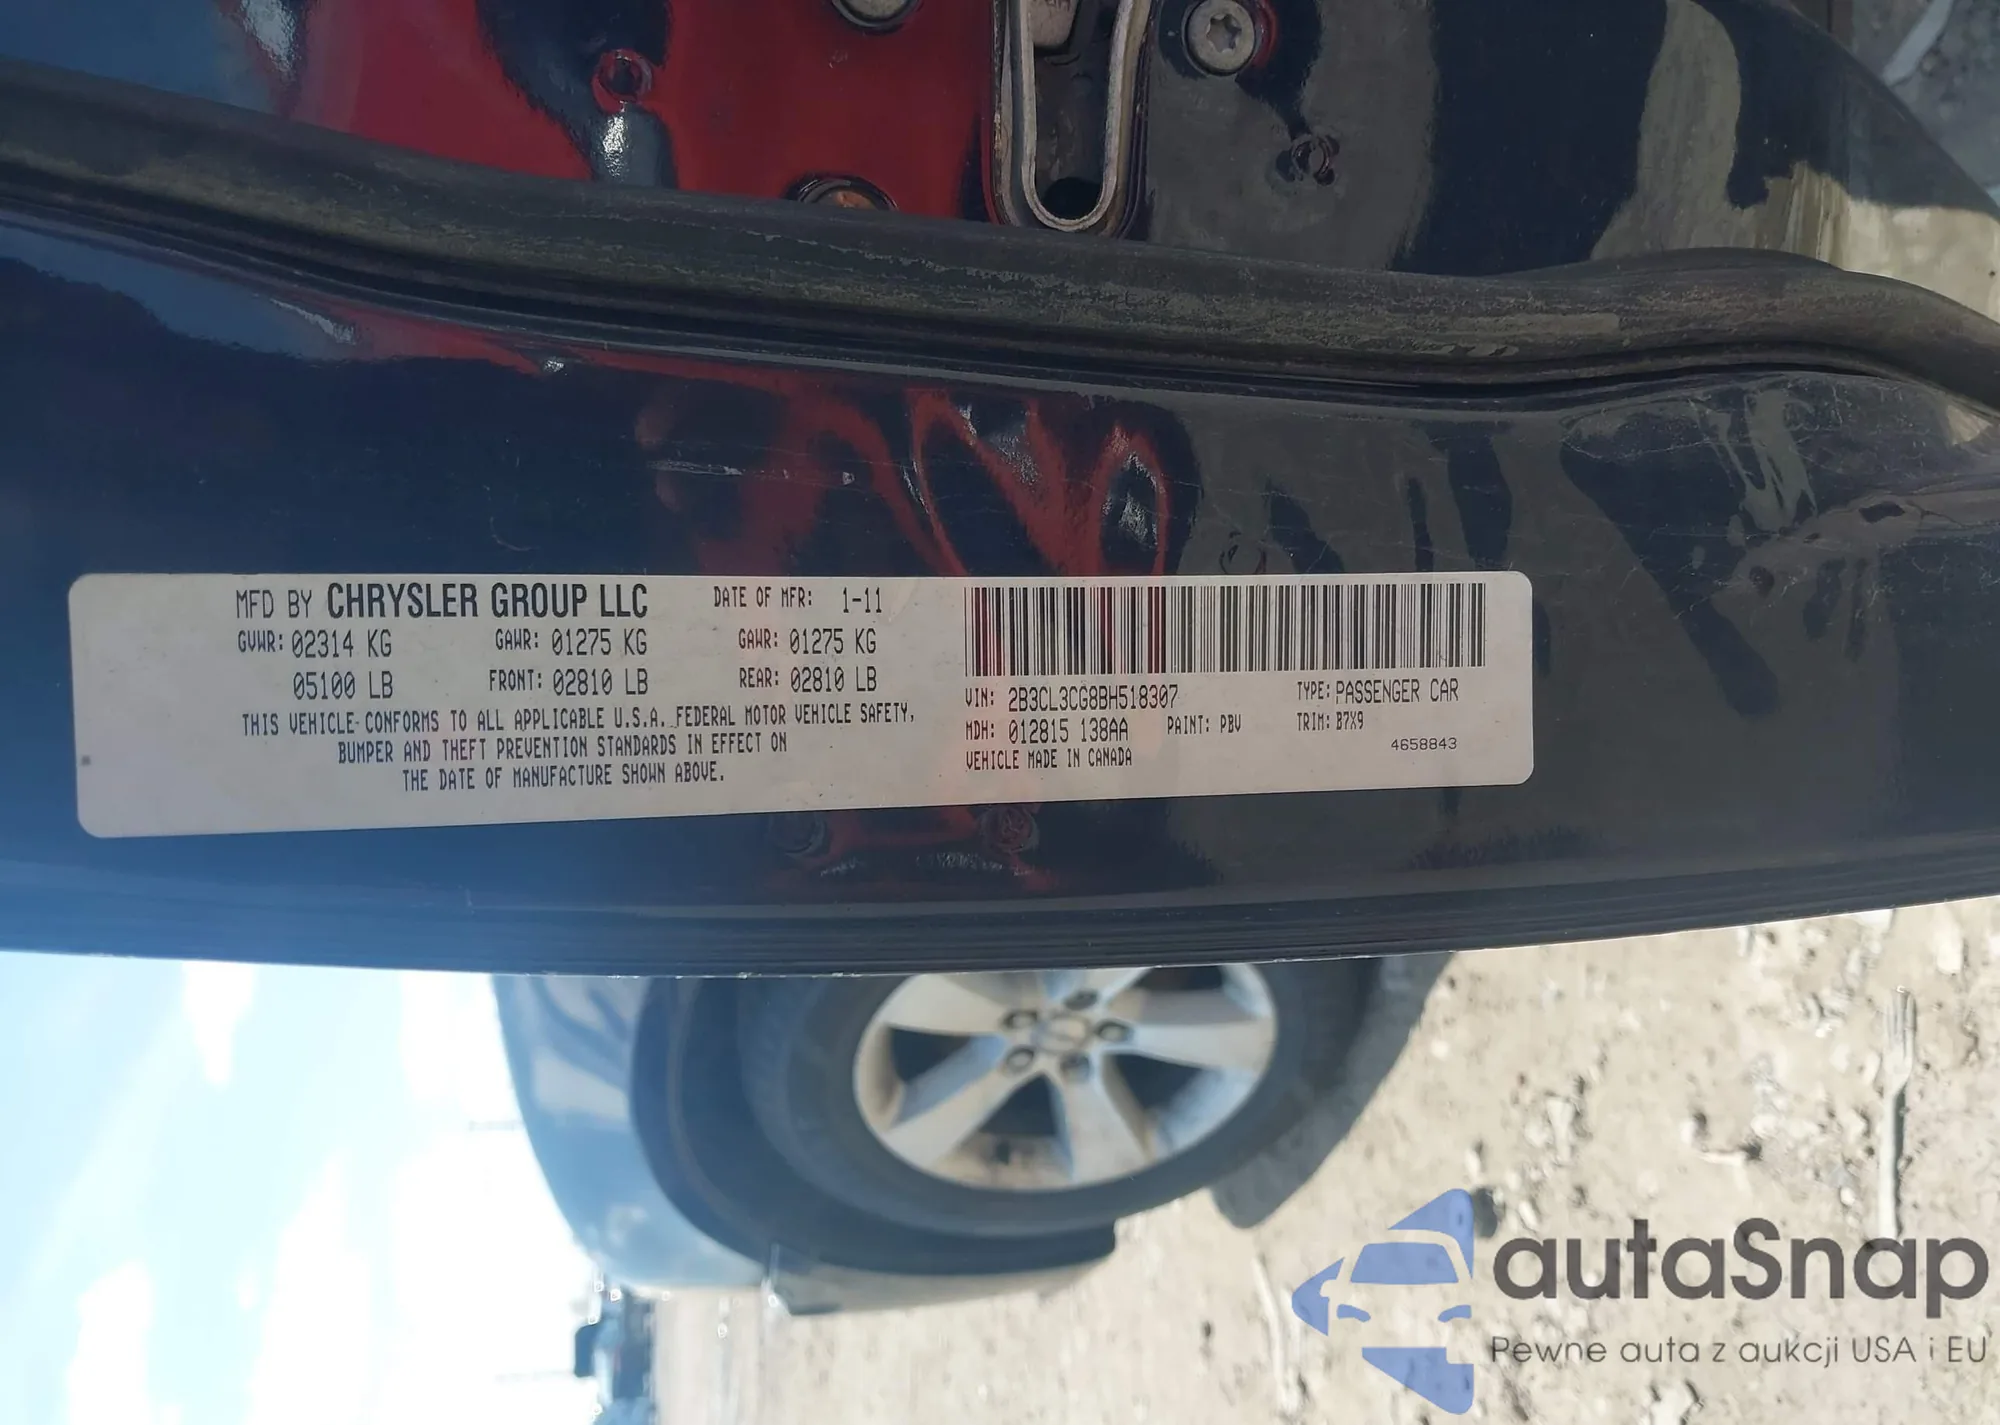 MFD BY CHRYSLER GROUP LLC DATE OF MFR: 1-11
GVWR: 02314 KG GAWR: 01275 KG GAWR: 01275 KG
05100 LB FRONT: 02810 LB REAR: 02810 LB
THIS VEHICLE CONFORMS TO ALL APPLICABLE U.S.A. FEDERAL MOTOR VEHICLE SAFETY,
BUMPER AND THEFT PREVENTION STANDARDS IN EFFECT ON
THE DATE OF MANUFACTURE SHOWN ABOVE.
VIN: 2B3CL3CG8BH518307 TYPE: PASSENGER CAR
MDH: 012815 138AA PAINT: PBV TRIM: B7X9
VEHICLE MADE IN CANADA 4658843
autaSnap
Pewne auta z aukcji USA i EU